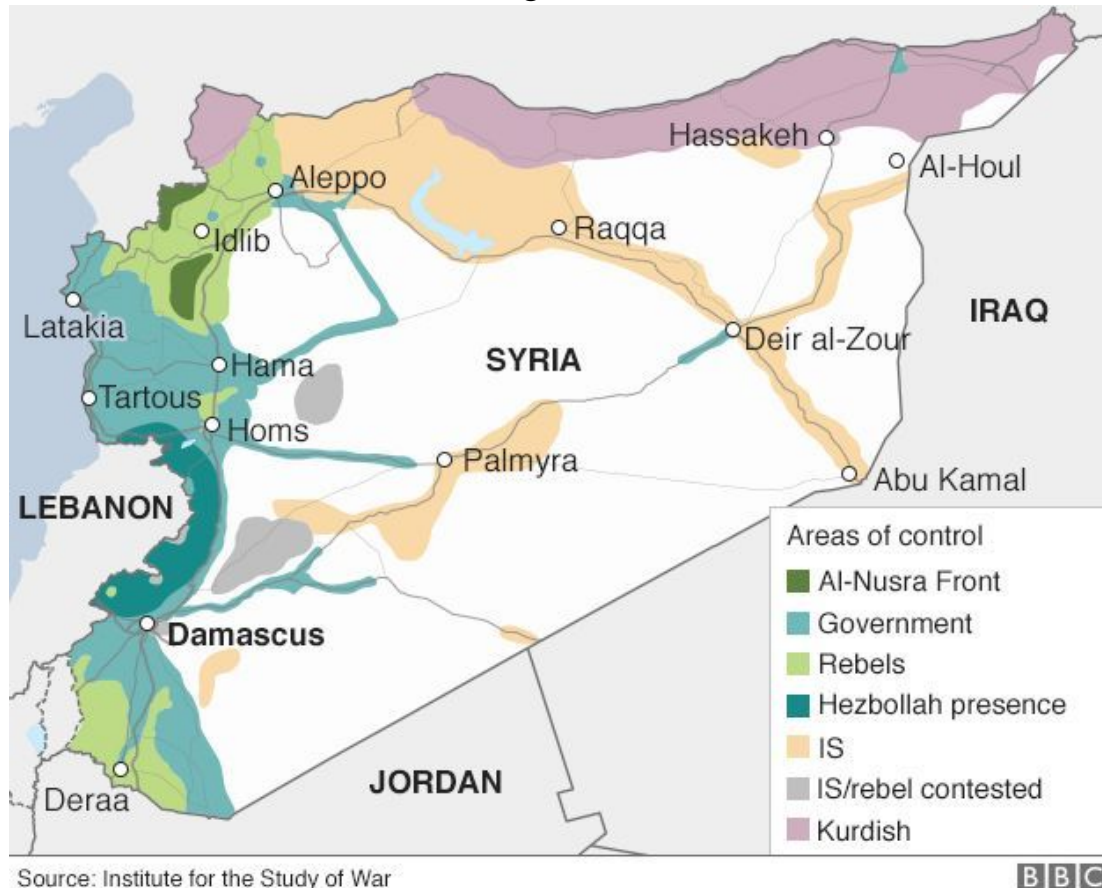 Hassakeh
Al-Houl
Aleppo
Raqqa
Idlib
IRAQ
Latakia
Deir al-Zour
SYRIA
Hama
Tartous
Homs
Palmyra
Abu Kamal
LEBANON
Damascus
JORDAN
Deraa
Areas of control
Al-Nusra Front
Government
Rebels
Hezbollah presence
IS
IS/rebel contested
Kurdish
Source: Institute for the Study of War
BBC